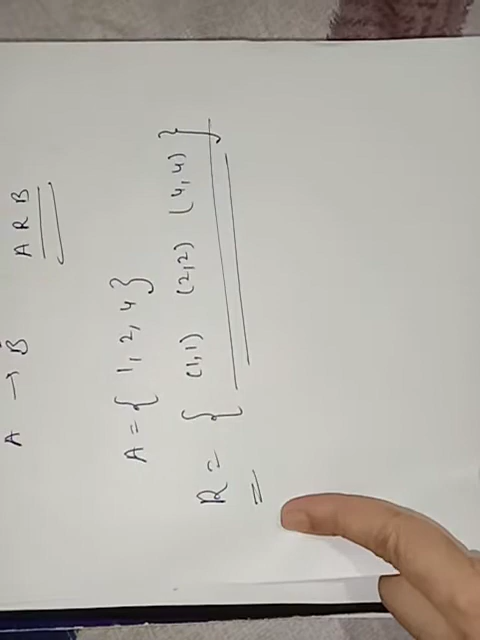 A → B A R B
A = { 1, 2, 4 }
R = { (1,1) (2,2) (4,4) }